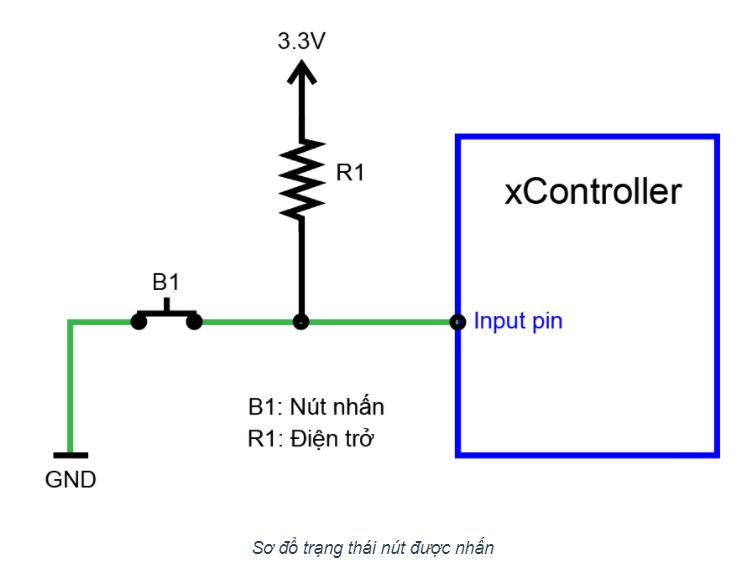 3.3V
R1
xController
B1
Input pin
B1: Nút nhấn
R1: Điện trở
GND
Sơ đồ trạng thái nút được nhấn